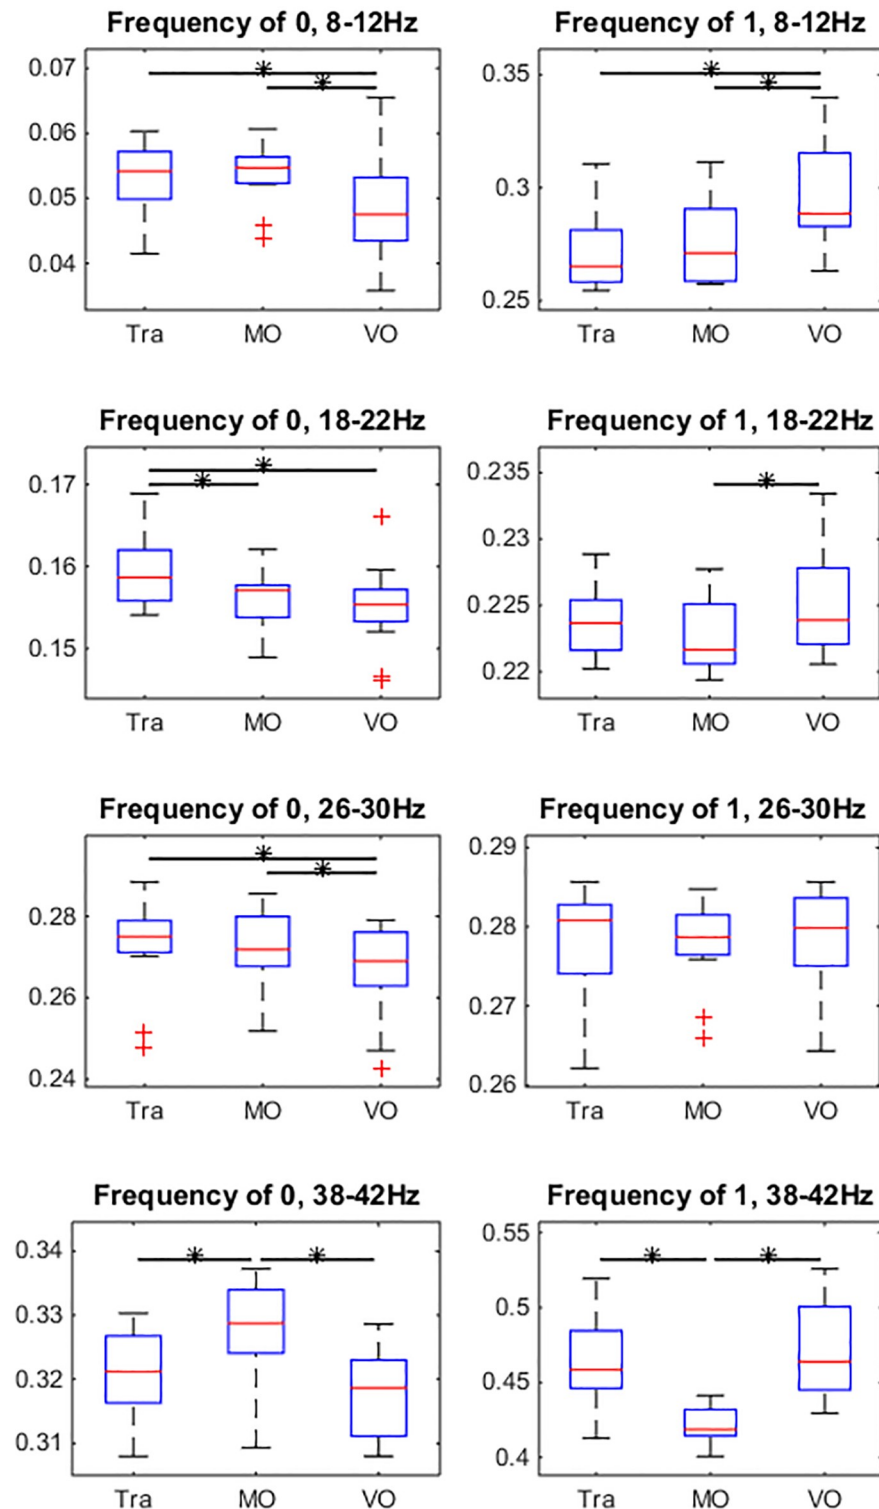 Frequency of 0, 8-12Hz
0.07
0.06
0.05
0.04
Tra MO VO
Frequency of 1, 8-12Hz
0.35
0.3
0.25
Tra MO VO
Frequency of 0, 18-22Hz
0.17
0.16
0.15
Tra MO VO
Frequency of 1, 18-22Hz
0.235
0.23
0.225
0.22
Tra MO VO
Frequency of 0, 26-30Hz
0.28
0.26
0.24
Tra MO VO
Frequency of 1, 26-30Hz
0.29
0.28
0.27
0.26
Tra MO VO
Frequency of 0, 38-42Hz
0.34
0.33
0.32
0.31
Tra MO VO
Frequency of 1, 38-42Hz
0.55
0.5
0.45
0.4
Tra MO VO